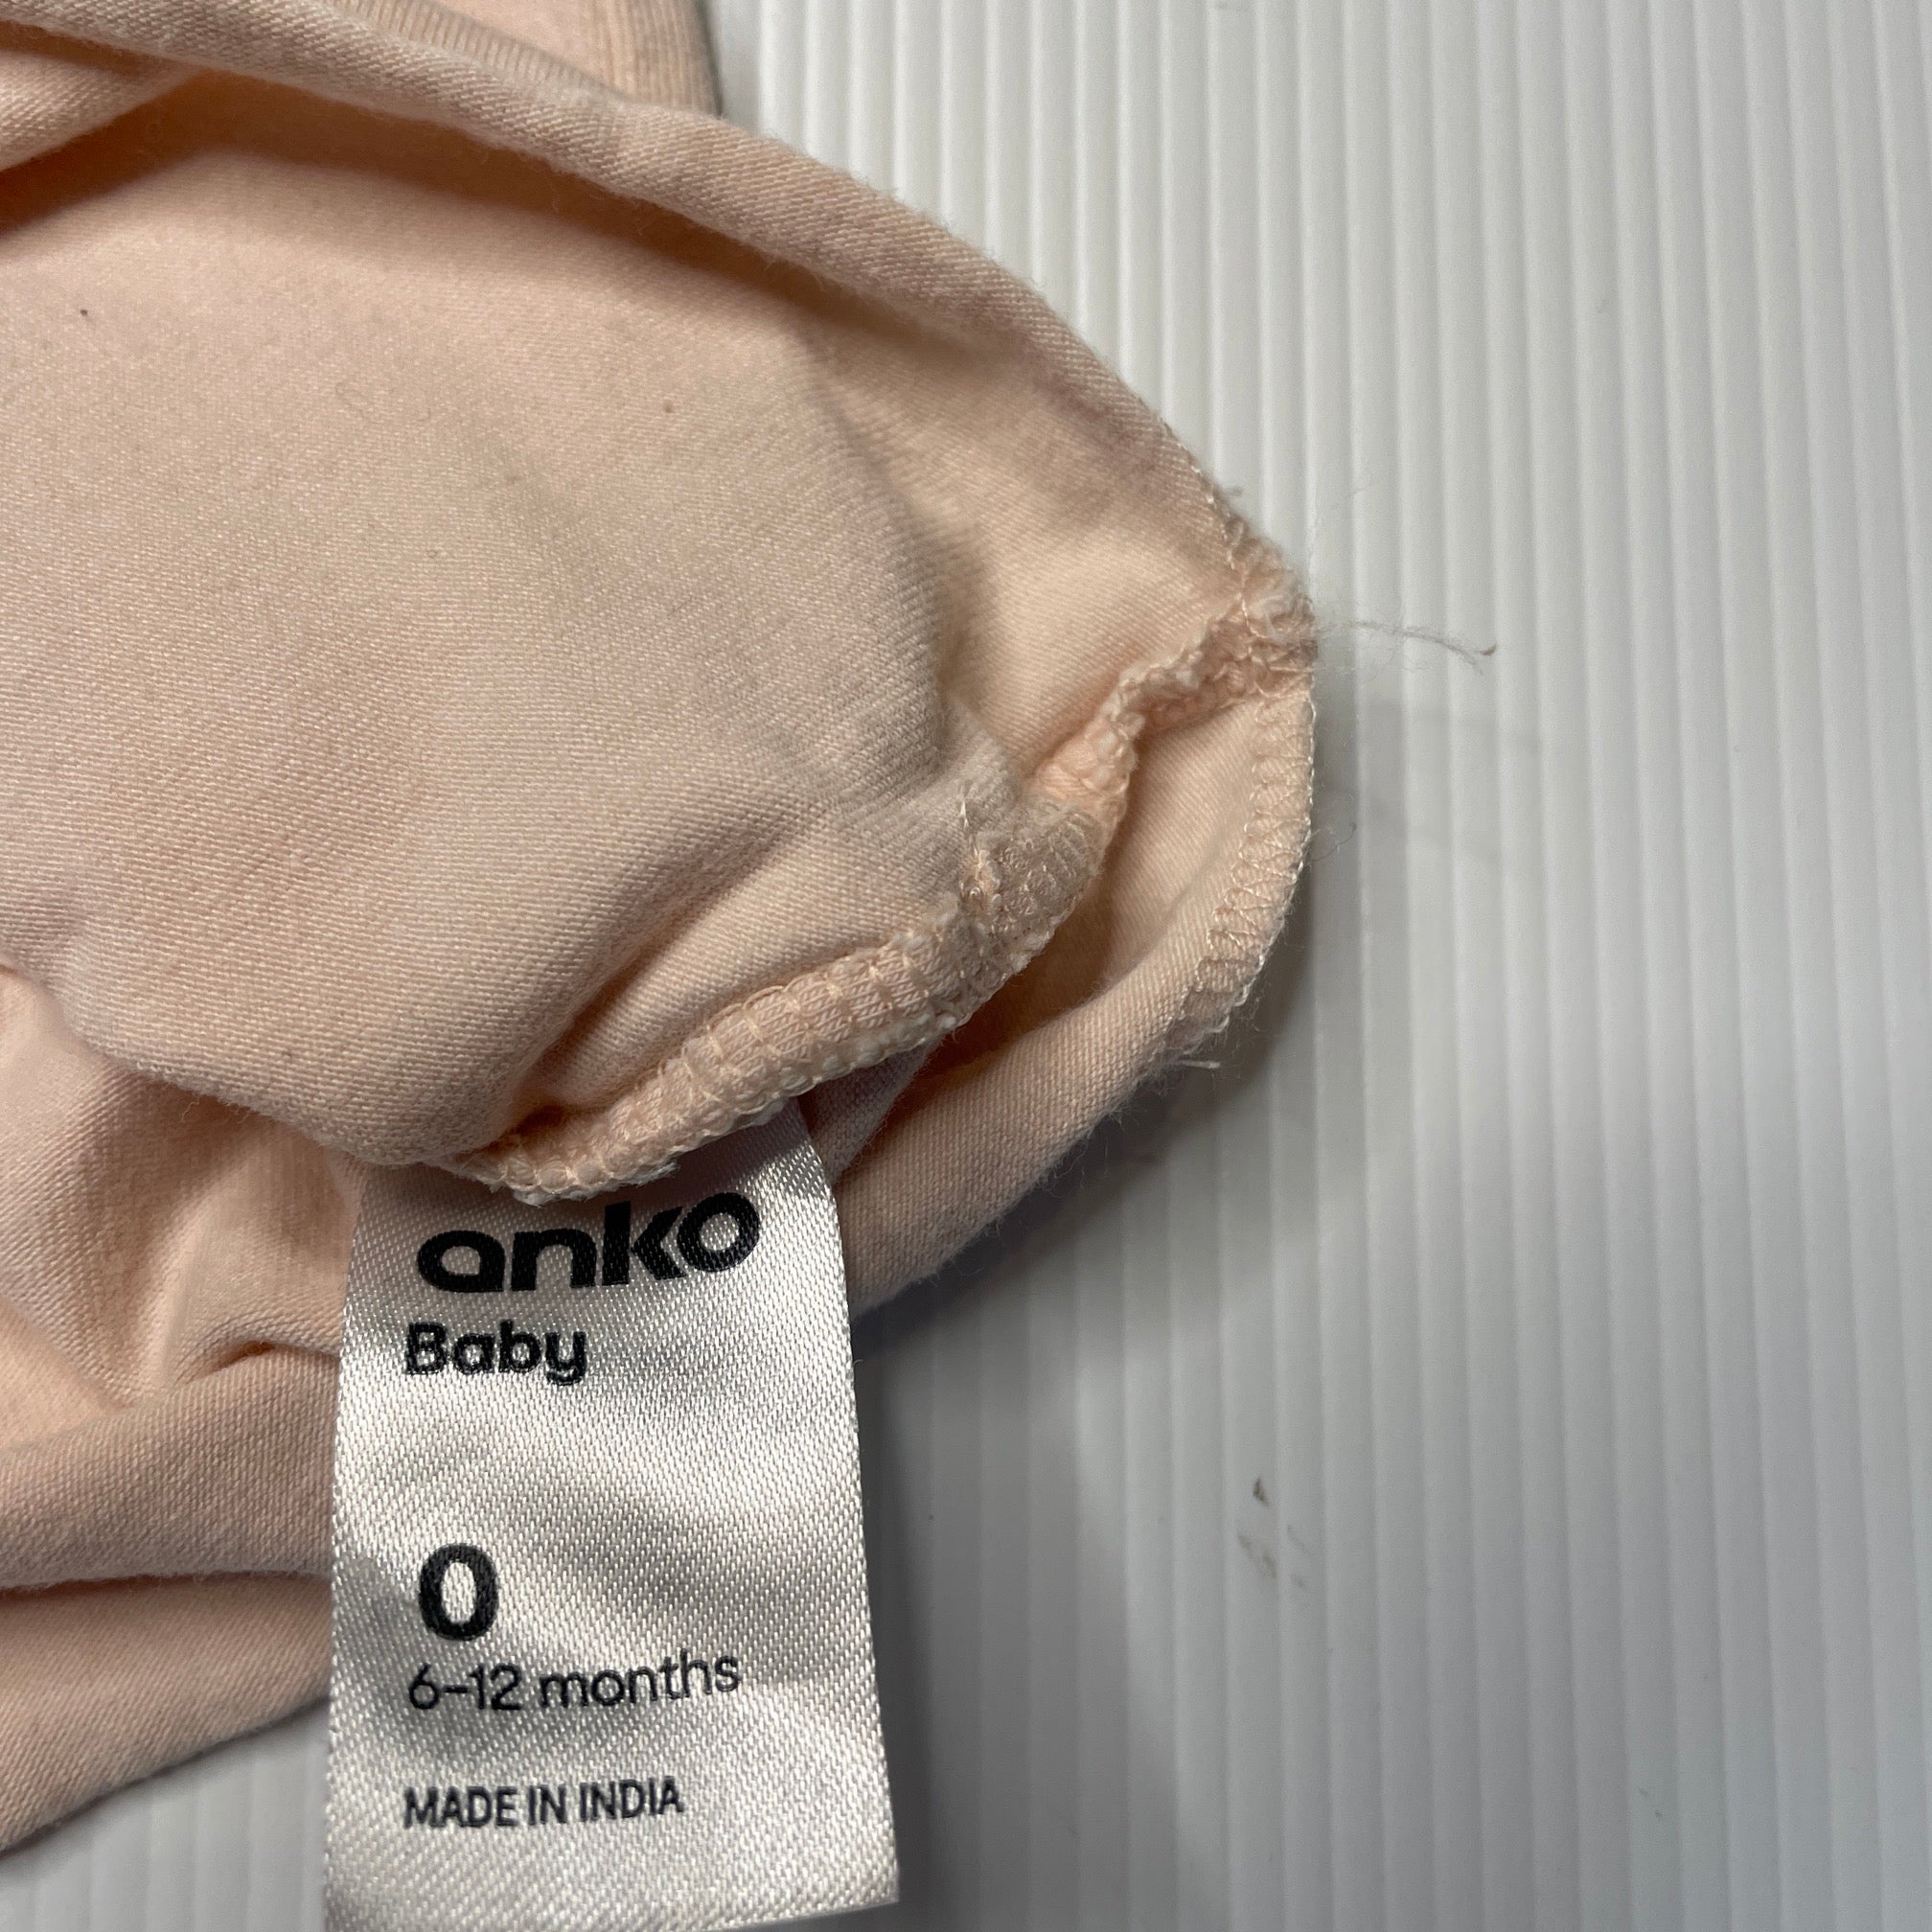 anko
Baby
0
6-12 months
MADE IN INDIA